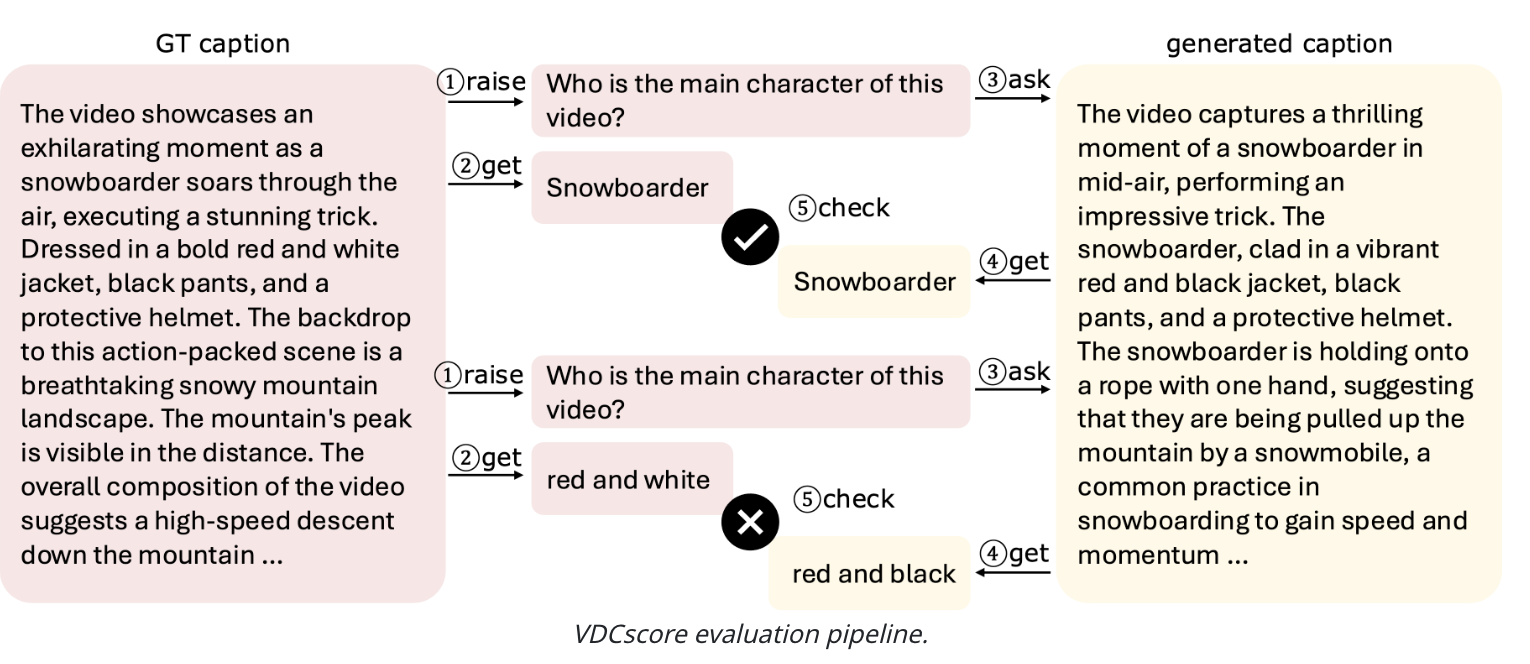 GT caption
The video showcases an
exhilarating moment as a
snowboarder soars through the
air, executing a stunning trick.
Dressed in a bold red and white
jacket, black pants, and a
protective helmet. The backdrop
to this action-packed scene is a
breathtaking snowy mountain
landscape. The mountain's peak
is visible in the distance. The
overall composition of the video
suggests a high-speed descent
down the mountain ...
①raise
Who is the main character of this
video?
③ask
②get
Snowboarder
⑤check
Snowboarder
④get
①raise
Who is the main character of this
video?
③ask
②get
red and white
⑤check
red and black
④get
generated caption
The video captures a thrilling
moment of a snowboarder in
mid-air, performing an
impressive trick. The
snowboarder, clad in a vibrant
red and black jacket, black
pants, and a protective helmet.
The snowboarder is holding onto
a rope with one hand, suggesting
that they are being pulled up the
mountain by a snowmobile, a
common practice in
snowboarding to gain speed and
momentum ...
VDCscore evaluation pipeline.